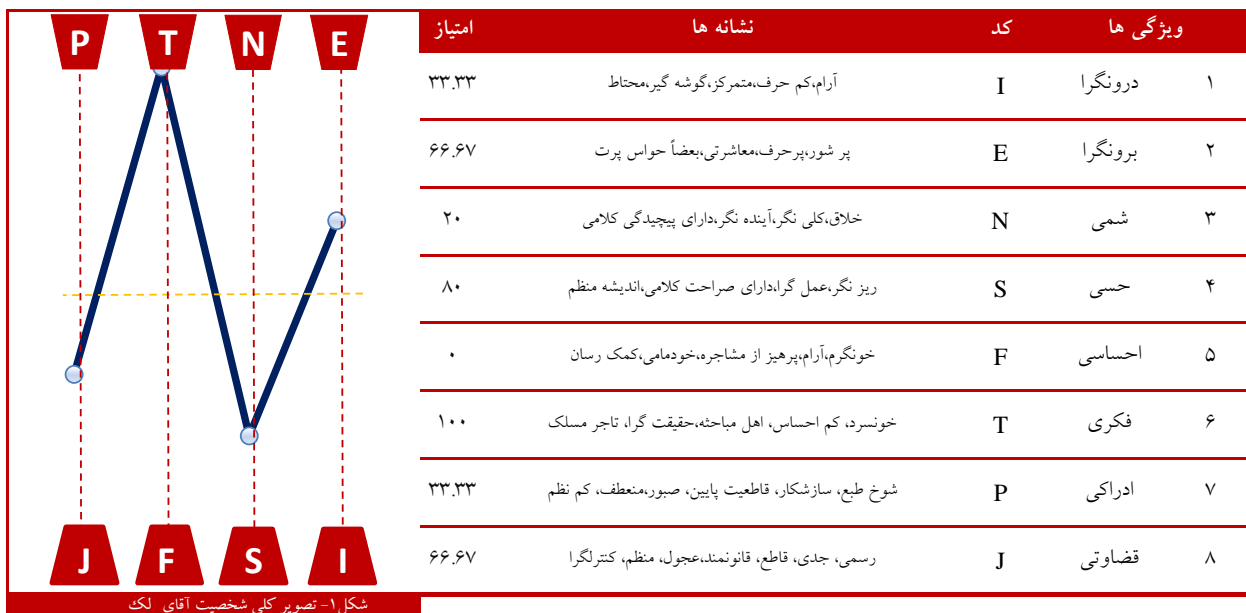 ویژگی ها کد نشانه ها امتیاز
۱ درونگرا I آرام،کم حرف،متمرکز،گوشه گیر،محتاط ۳۳.۳۳
۲ برونگرا E پر شور،پرحرف،معاشرتی،بعضاً حواس پرت ۶۶.۶۷
۳ شمی N خلاق،کلی نگر،آینده نگر،دارای پیچیدگی کلامی ۲۰
۴ حسی S ریز نگر،عمل گرا،دارای صراحت کلامی،اندیشه منظم ۸۰
۵ احساسی F خونگرم،آرام،پرهیز از مشاجره،خودمامی،کمک رسان ۰
۶ فکری T خونسرد، کم احساس، اهل مباحثه،حقیقت گرا، تاجر مسلک ۱۰۰
۷ ادراکی P شوخ طبع، سازشکار، قاطعیت پایین، صبور،منعطف، کم نظم ۳۳.۳۳
۸ قضاوتی J رسمی، جدی، قاطع، قانونمند،عجول، منظم، کنترلگرا ۶۶.۶۷
P T N E
J F S I
شکل۱- تصویر کلی شخصیت آقای لک